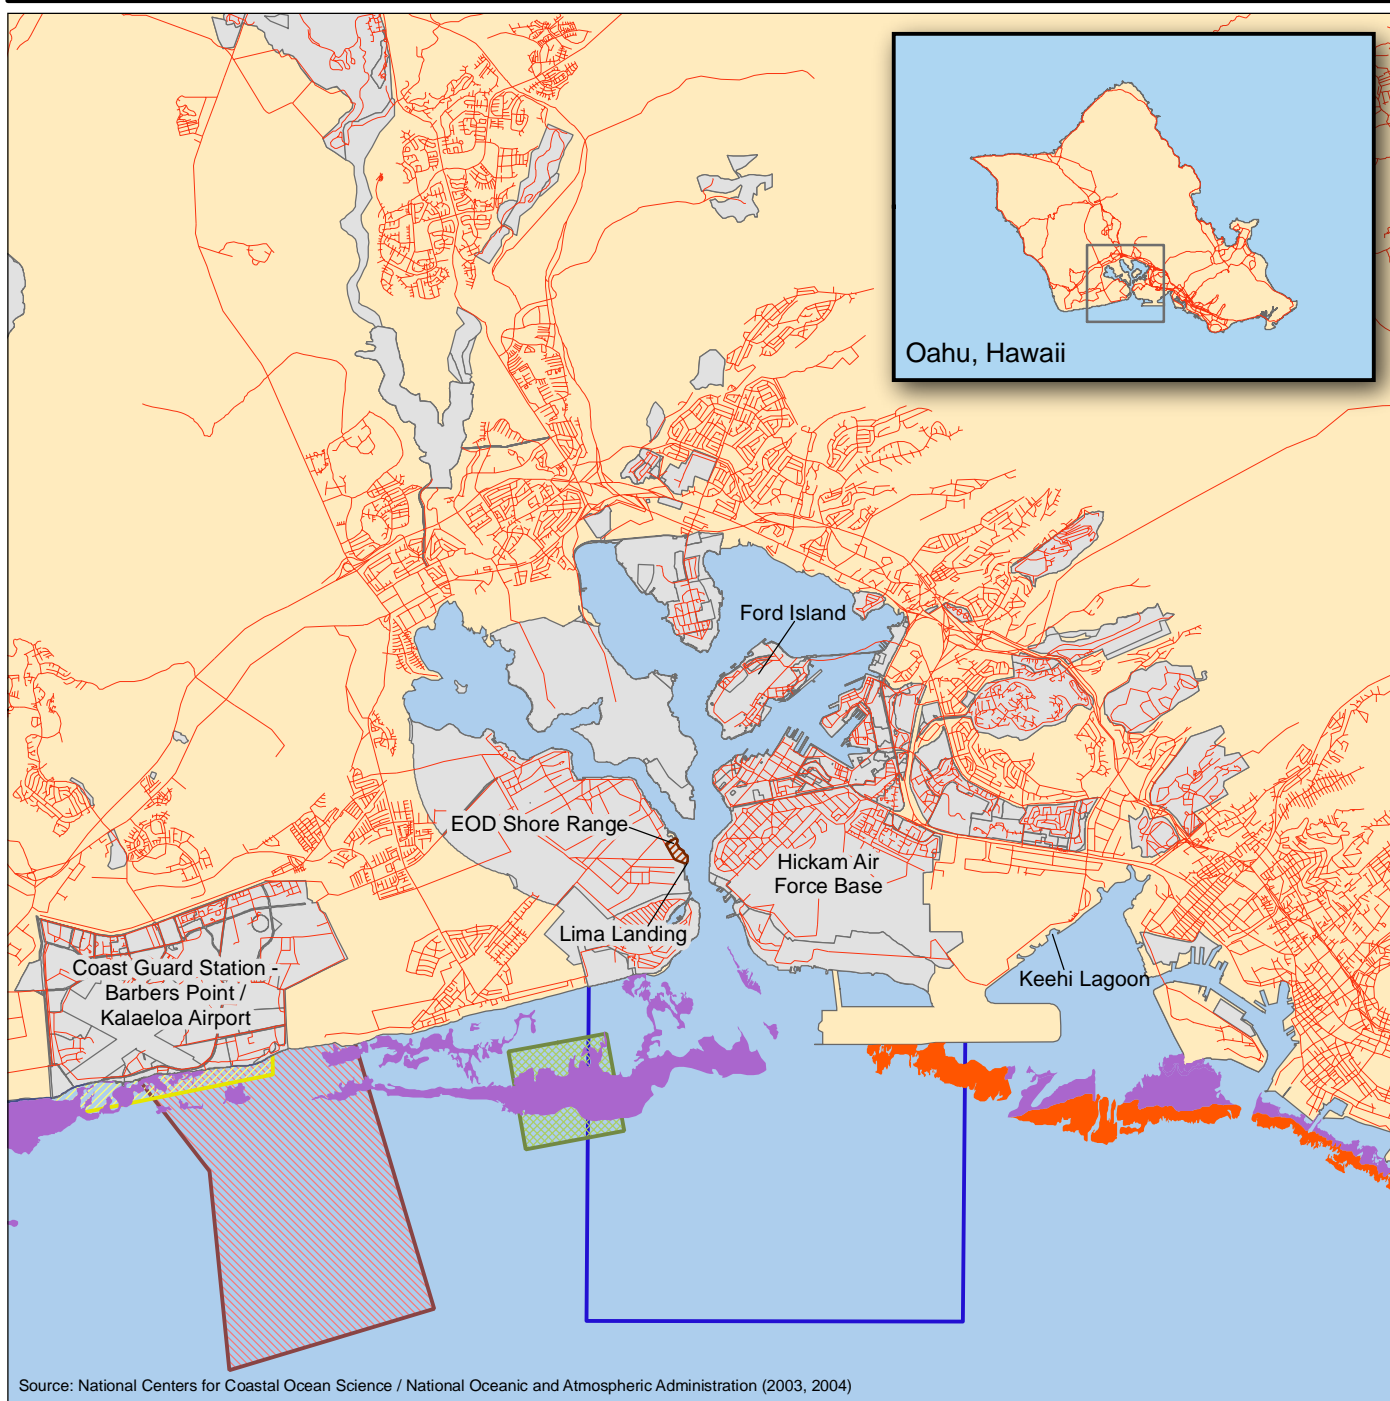 Oahu, Hawaii
Ford Island
EOD Shore Range
Hickam Air
Force Base
Lima Landing
Coast Guard Station -
Barbers Point /
Kalaeloa Airport
Keehi Lagoon
Source: National Centers for Coastal Ocean Science / National Oceanic and Atmospheric Administration (2003, 2004)